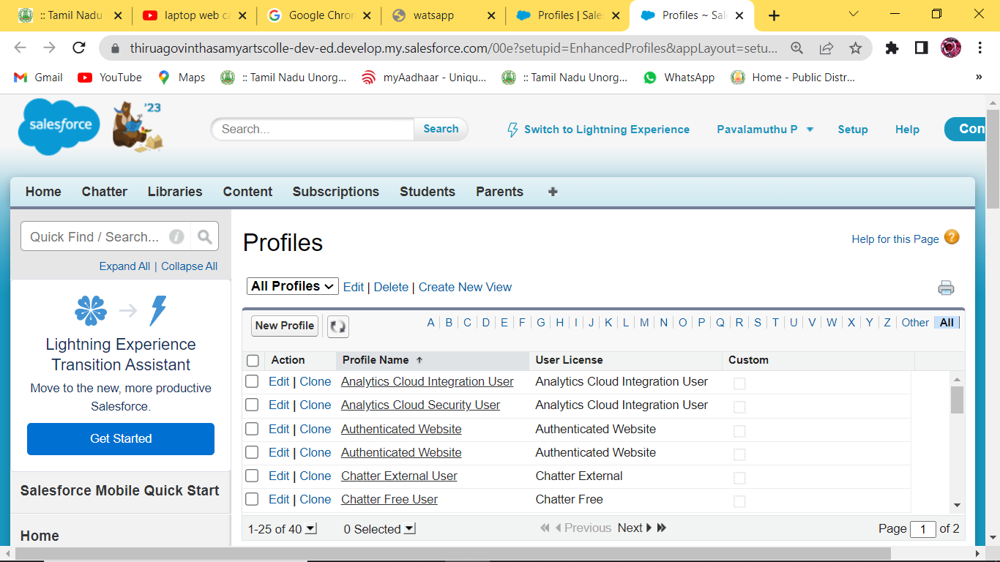 :: Tamil Nadu
laptop web ca
Google Chron
watsapp
Profiles | Sale
Profiles ~ Sal
thiruagovinthasamyartscolle-dev-ed.develop.my.salesforce.com/00e?setupid=EnhancedProfiles&appLayout=setu...
Gmail
YouTube
Maps
:: Tamil Nadu Unorg...
myAadhaar - Uniqu...
:: Tamil Nadu Unorg...
WhatsApp
Home - Public Distr...
»
salesforce
'23
Search...
Search
Switch to Lightning Experience
Pavalamuthu P
Setup
Help
Con
Home
Chatter
Libraries
Content
Subscriptions
Students
Parents
+
Quick Find / Search...
Expand All | Collapse All
Lightning Experience
Transition Assistant
Move to the new, more productive
Salesforce.
Get Started
Salesforce Mobile Quick Start
Home
Profiles
Help for this Page ?
All Profiles
Edit | Delete | Create New View
New Profile
A | B | C | D | E | F | G | H | I | J | K | L | M | N | O | P | Q | R | S | T | U | V | W | X | Y | Z | Other | All
Action Profile Name User License Custom
Edit | Clone Analytics Cloud Integration User Analytics Cloud Integration User
Edit | Clone Analytics Cloud Security User Analytics Cloud Integration User
Edit | Clone Authenticated Website Authenticated Website
Edit | Clone Authenticated Website Authenticated Website
Edit | Clone Chatter External User Chatter External
Edit | Clone Chatter Free User Chatter Free
1-25 of 40 0 Selected Previous Next Page 1 of 2